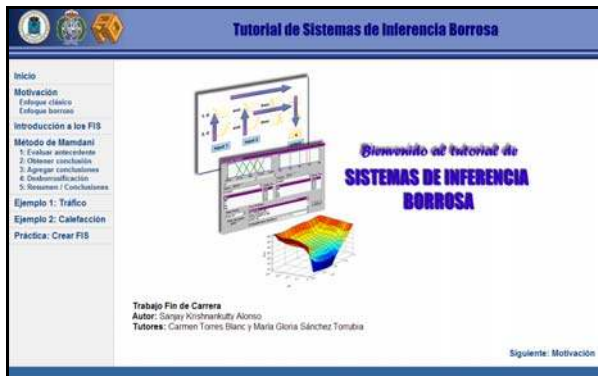 Tutorial de Sistemas de Inferencia Borrosa
Inicio
Motivación
Enfoque clásico
Enfoque borroso
Introducción a los FIS
Método de Mamdani
1: Evaluar antecedente
2: Obtener conclusión
3: Agregar conclusiones
4: Desborrosificación
5: Resumen / Conclusiones
Ejemplo 1: Tráfico
Ejemplo 2: Calefacción
Práctica: Crear FIS
Bienvenido al tutorial de
SISTEMAS DE INFERENCIA
BORROSA
Trabajo Fin de Carrera
Autor: Sanjay Krishnankutty Alonso
Tutores: Carmen Torres Blanc y María Gloria Sánchez Torrubia
Siguiente: Motivación